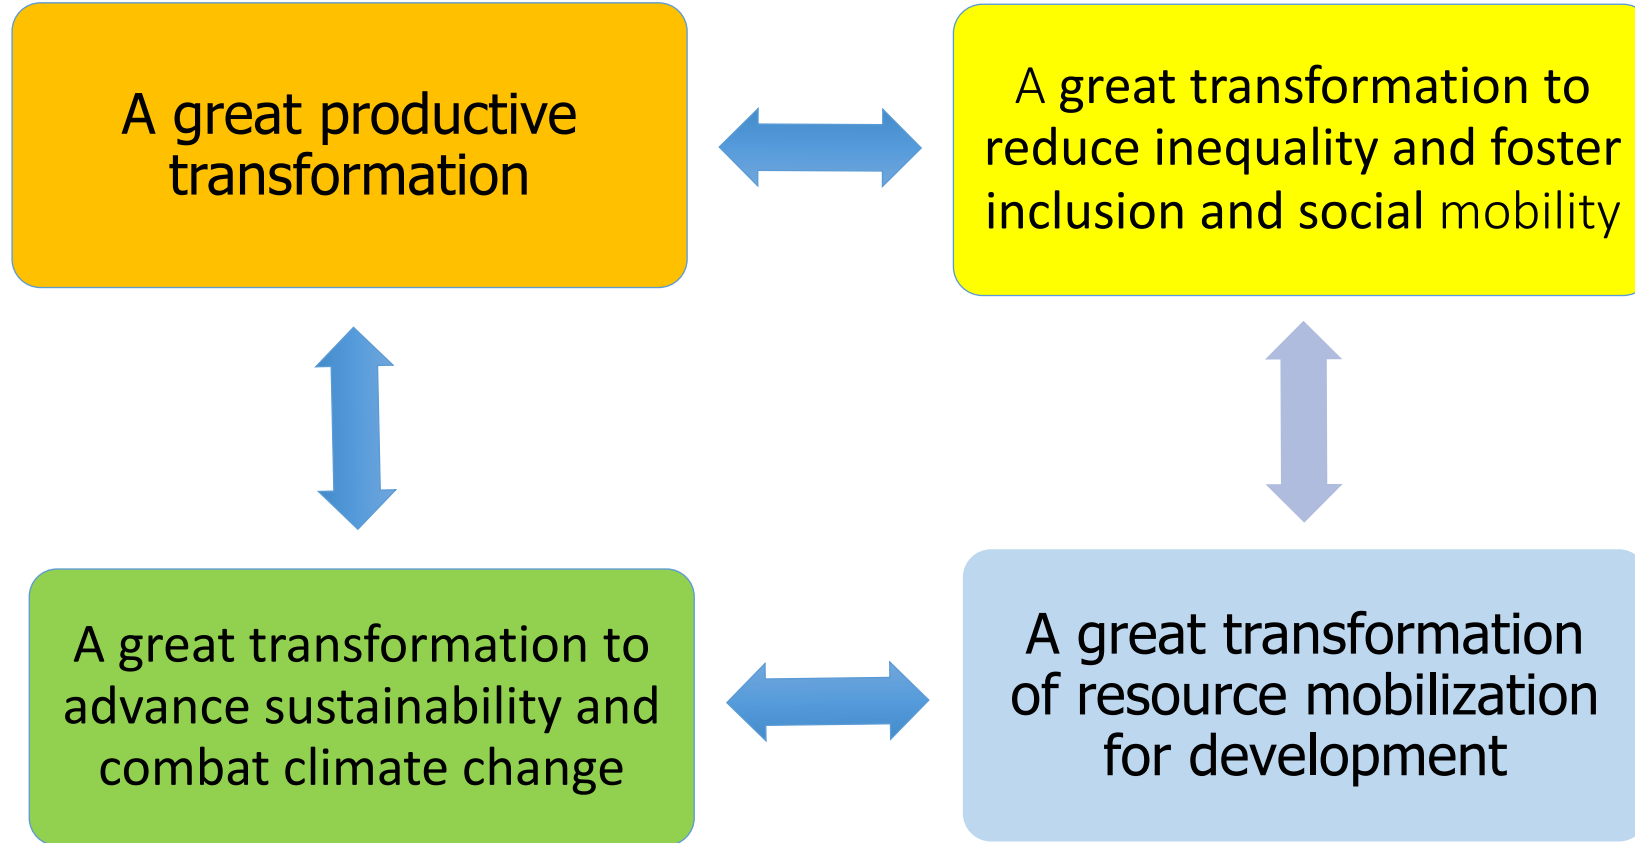 A great productive
transformation
A great transformation to
reduce inequality and foster
inclusion and social mobility
A great transformation to
advance sustainability and
combat climate change
A great transformation
of resource mobilization
for development